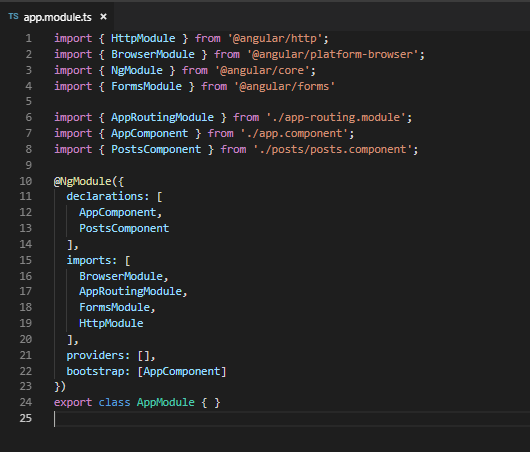 TS app.module.ts ×
1 import { HttpModule } from '@angular/http';
2 import { BrowserModule } from '@angular/platform-browser';
3 import { NgModule } from '@angular/core';
4 import { FormsModule } from '@angular/forms'
5
6 import { AppRoutingModule } from './app-routing.module';
7 import { AppComponent } from './app.component';
8 import { PostsComponent } from './posts/posts.component';
9
10 @NgModule({
11   declarations: [
12     AppComponent,
13     PostsComponent
14   ],
15   imports: [
16     BrowserModule,
17     AppRoutingModule,
18     FormsModule,
19     HttpModule
20   ],
21   providers: [],
22   bootstrap: [AppComponent]
23 })
24 export class AppModule { }
25